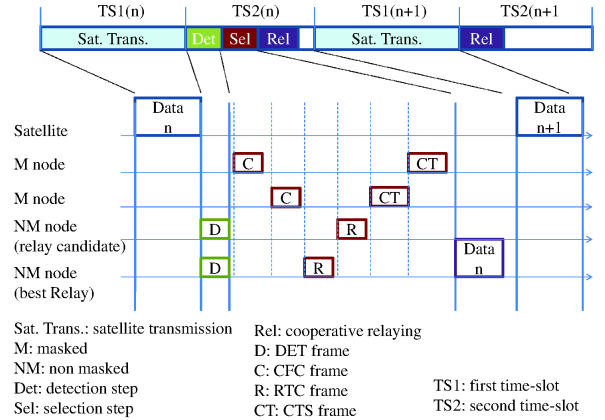 TS1(n) TS2(n) TS1(n+1) TS2(n+1
Sat. Trans. Det Sel Rel Sat. Trans. Rel
Data n Data n+1
Satellite
M node C CT
M node C CT
NM node (relay candidate) D R
NM node (best Relay) D R Data n
Sat. Trans.: satellite transmission
M: masked
NM: non masked
Det: detection step
Sel: selection step
Rel: cooperative relaying
D: DET frame
C: CFC frame
R: RTC frame
CT: CTS frame
TS1: first time-slot
TS2: second time-slot